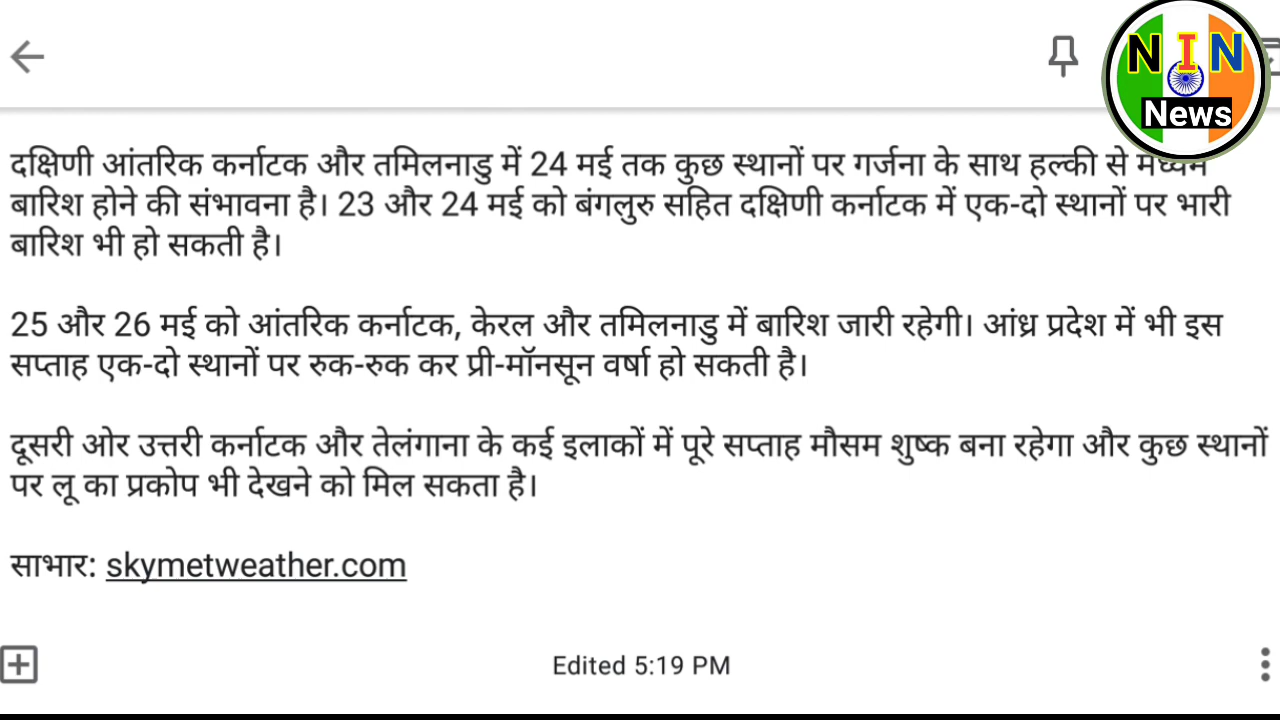 NIN
News
दक्षिणी आंतरिक कर्नाटक और तमिलनाडु में 24 मई तक कुछ स्थानों पर गर्जना के साथ हल्की से मध्यम
बारिश होने की संभावना है। 23 और 24 मई को बंगलुरु सहित दक्षिणी कर्नाटक में एक-दो स्थानों पर भारी
बारिश भी हो सकती है।
25 और 26 मई को आंतरिक कर्नाटक, केरल और तमिलनाडु में बारिश जारी रहेगी। आंध्र प्रदेश में भी इस
सप्ताह एक-दो स्थानों पर रुक-रुक कर प्री-मॉनसून वर्षा हो सकती है।
दूसरी ओर उत्तरी कर्नाटक और तेलंगाना के कई इलाकों में पूरे सप्ताह मौसम शुष्क बना रहेगा और कुछ स्थानों
पर लू का प्रकोप भी देखने को मिल सकता है।
साभार: skymetweather.com
Edited 5:19 PM